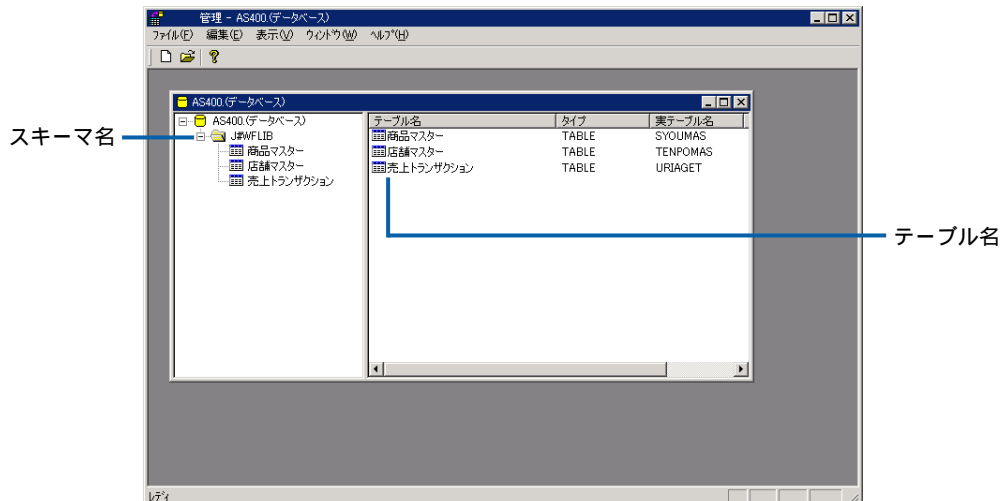 管理 - AS400.(データベース)
ﾌｧｲﾙ(F) 編集(E) 表示(V) ｳｨﾝﾄﾞｳ(W) ﾍﾙﾌﾟ(H)
AS400.(データベース)
AS400.(データベース)
J#WFLIB
商品マスター
店舗マスター
売上トランザクション
テーブル名 タイプ 実テーブル名
商品マスター TABLE SYOUMAS
店舗マスター TABLE TENPOMAS
売上トランザクション TABLE URIAGET
スキーマ名
テーブル名
ﾚﾃﾞｨ